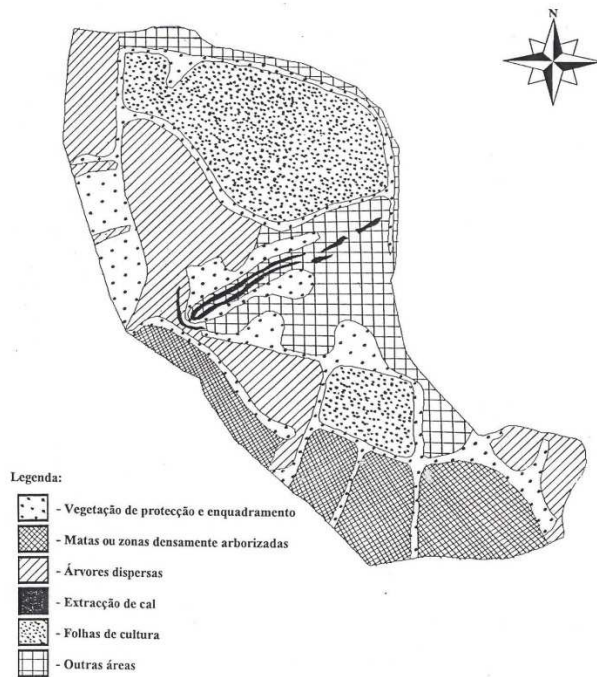 N
Legenda:
- Vegetação de protecção e enquadramento
- Matas ou zonas densamente arborizadas
- Árvores dispersas
- Extracção de cal
- Folhas de cultura
- Outras áreas